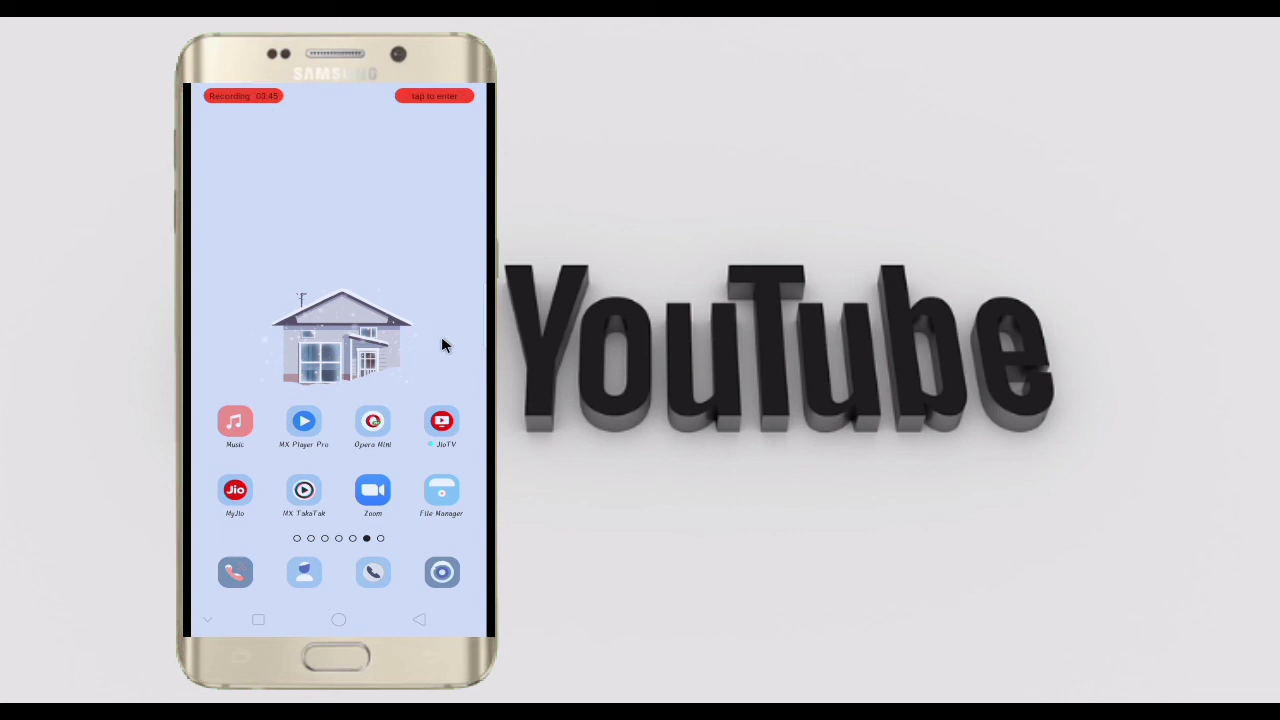 SAMSUNG
Recording 03:45
tap to enter
YouTube
Music
MX Player Pro
Opera Mini
JioTV
Jio
MyJio
MX TakaTak
Zoom
File Manager